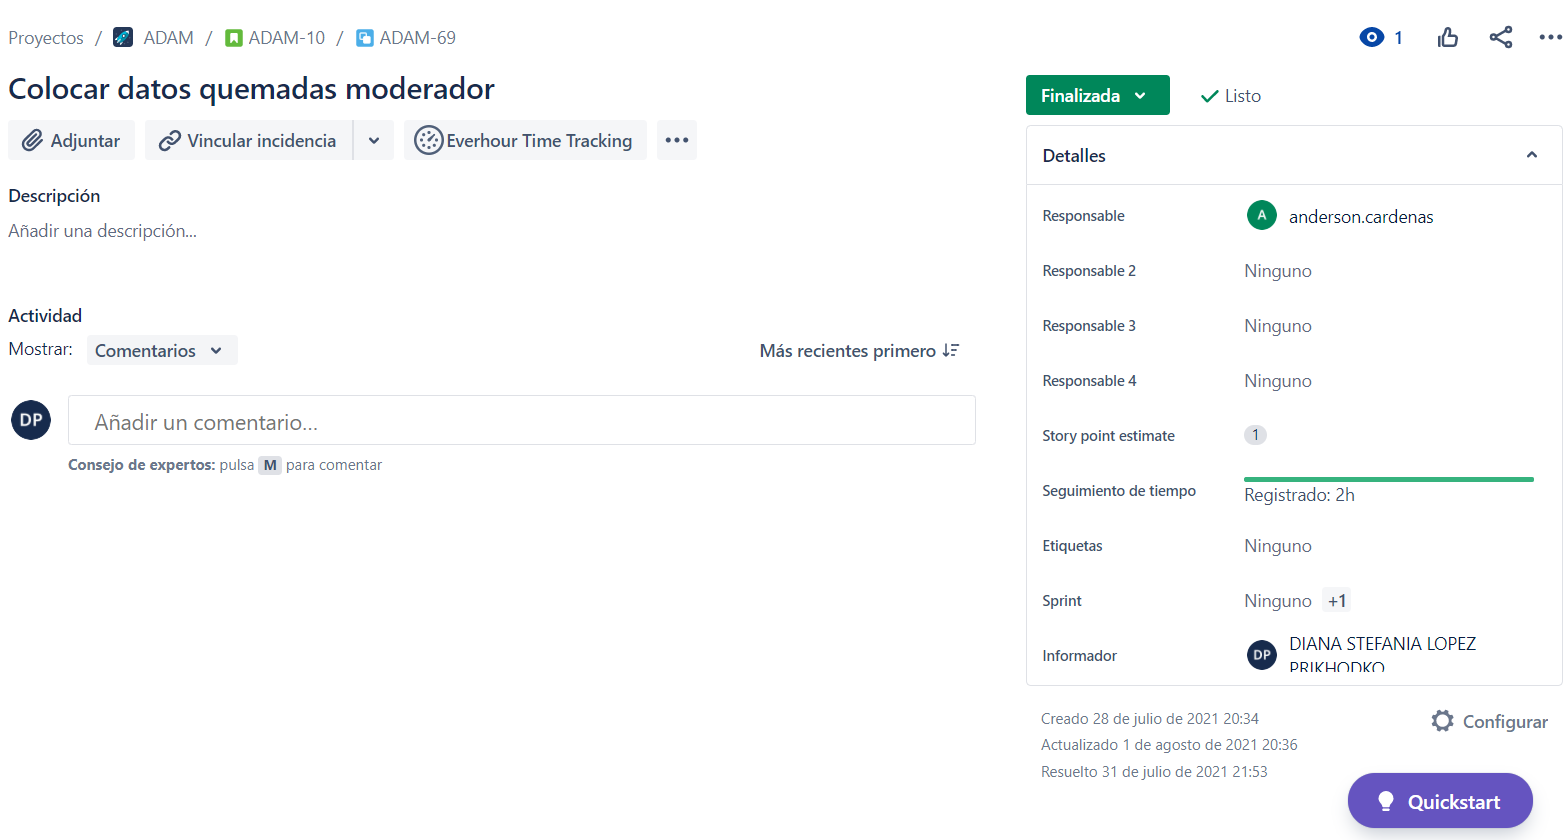 Proyectos / ADAM / ADAM-10 / ADAM-69
1
Colocar datos quemadas moderador
Finalizada
Listo
Adjuntar
Vincular incidencia
Everhour Time Tracking
Detalles
Descripción
Añadir una descripción...
Responsable
A
anderson.cardenas
Responsable 2
Ninguno
Responsable 3
Ninguno
Responsable 4
Ninguno
Story point estimate
1
Seguimiento de tiempo
Registrado: 2h
Etiquetas
Ninguno
Sprint
Ninguno +1
Informador
DP
DIANA STEFANIA LOPEZ
PRIKHODKO
Actividad
Mostrar: Comentarios
Más recientes primero
DP
Añadir un comentario...
Consejo de expertos: pulsa M para comentar
Creado 28 de julio de 2021 20:34
Actualizado 1 de agosto de 2021 20:36
Resuelto 31 de julio de 2021 21:53
Configurar
Quickstart